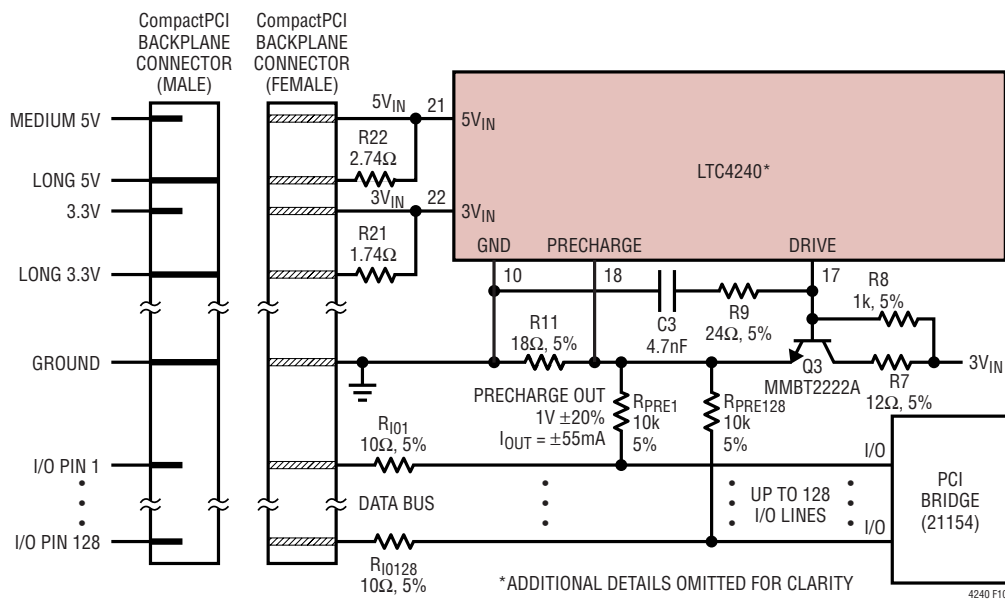 CompactPCI
BACKPLANE
CONNECTOR
(MALE)
CompactPCI
BACKPLANE
CONNECTOR
(FEMALE)
MEDIUM 5V
LONG 5V
3.3V
LONG 3.3V
GROUND
I/O PIN 1
I/O PIN 128
5VIN
21
R22
2.74Ω
3VIN
22
R21
1.74Ω
5VIN
LTC4240*
3VIN
GND
PRECHARGE
DRIVE
10
18
17
R8
1k, 5%
C3
4.7nF
R9
24Ω, 5%
R11
18Ω, 5%
Q3
MMBT2222A
R7
12Ω, 5%
3VIN
PRECHARGE OUT
1V ±20%
IOUT = ±55mA
RPRE1
10k
5%
RPRE128
10k
5%
RI01
10Ω, 5%
DATA BUS
UP TO 128
I/O LINES
I/O
I/O
PCI
BRIDGE
(21154)
RI0128
10Ω, 5%
*ADDITIONAL DETAILS OMITTED FOR CLARITY